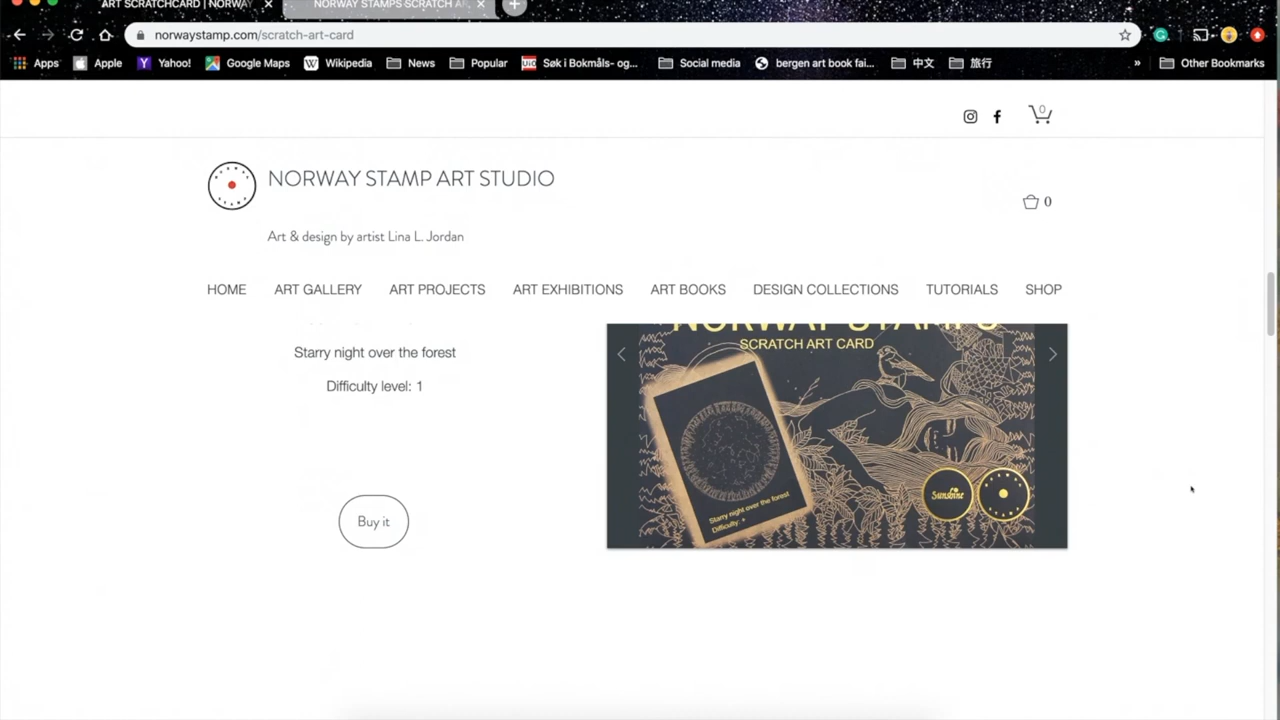 ART SCRATCHCARD | NORWAY
NORWAY STAMPS SCRATCH AR
norwaystamp.com/scratch-art-card
Apps
Apple
Yahoo!
Google Maps
Wikipedia
News
Popular
Søk i Bokmåls- og...
Social media
bergen art book fai...
中文
旅行
»
Other Bookmarks
0
NORWAY STAMP ART STUDIO
0
Art & design by artist Lina L. Jordan
HOME
ART GALLERY
ART PROJECTS
ART EXHIBITIONS
ART BOOKS
DESIGN COLLECTIONS
TUTORIALS
SHOP
NORWAY STAMPS
SCRATCH ART CARD
Starry night over the forest
Difficulty level: 1
Sunshine
Starry night over the forest
Difficulty: +
Buy it